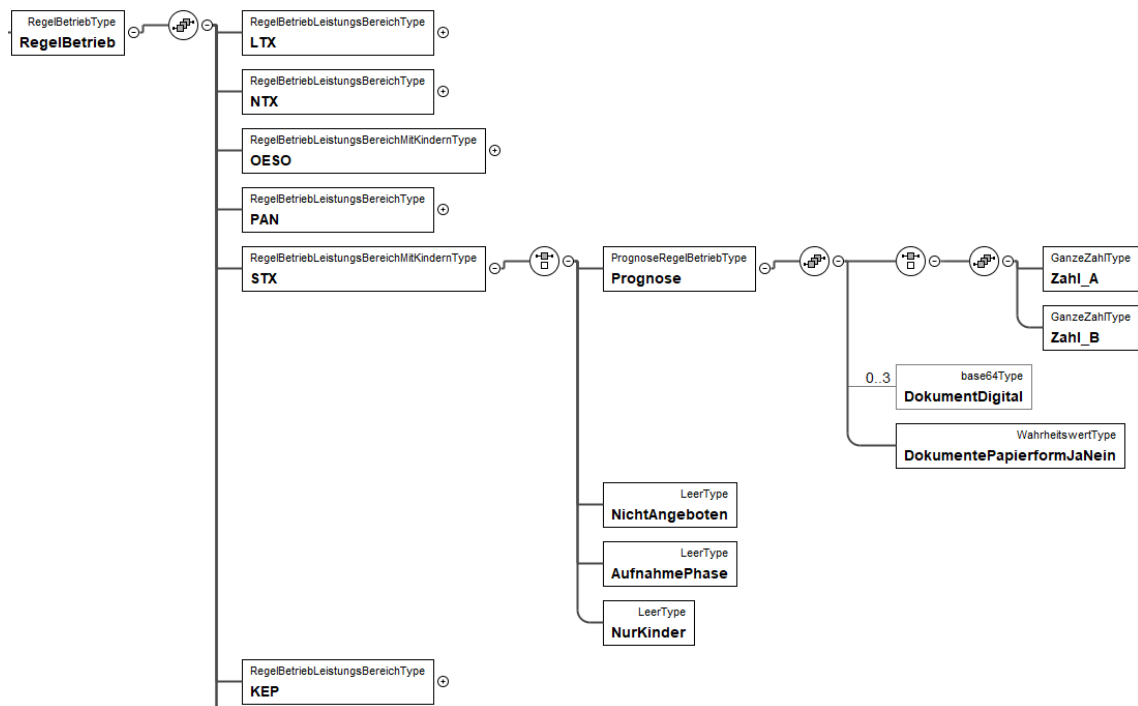 RegelBetriebType
RegelBetrieb
RegelBetriebLeistungsBereichType
LTX
RegelBetriebLeistungsBereichType
NTX
RegelBetriebLeistungsBereichMitKindernType
OESO
RegelBetriebLeistungsBereichType
PAN
RegelBetriebLeistungsBereichMitKindernType
STX
PrognoseRegelBetriebType
Prognose
GanzeZahlType
Zahl_A
GanzeZahlType
Zahl_B
0..3
base64Type
DokumentDigital
WahrheitswertType
DokumentePapierformJaNein
LeerType
NichtAngeboten
LeerType
AufnahmePhase
LeerType
NurKinder
RegelBetriebLeistungsBereichType
KEP